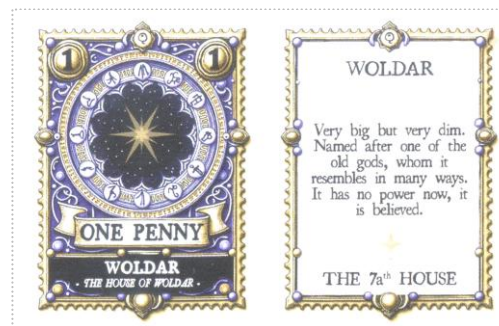 1
1
ONE PENNY
WOLDAR
· THE HOUSE OF WOLDAR ·
WOLDAR
Very big but very dim.
Named after one of the
old gods, whom it
resembles in many ways.
It has no power now, it
is believed.
THE 7aᵗʰ HOUSE